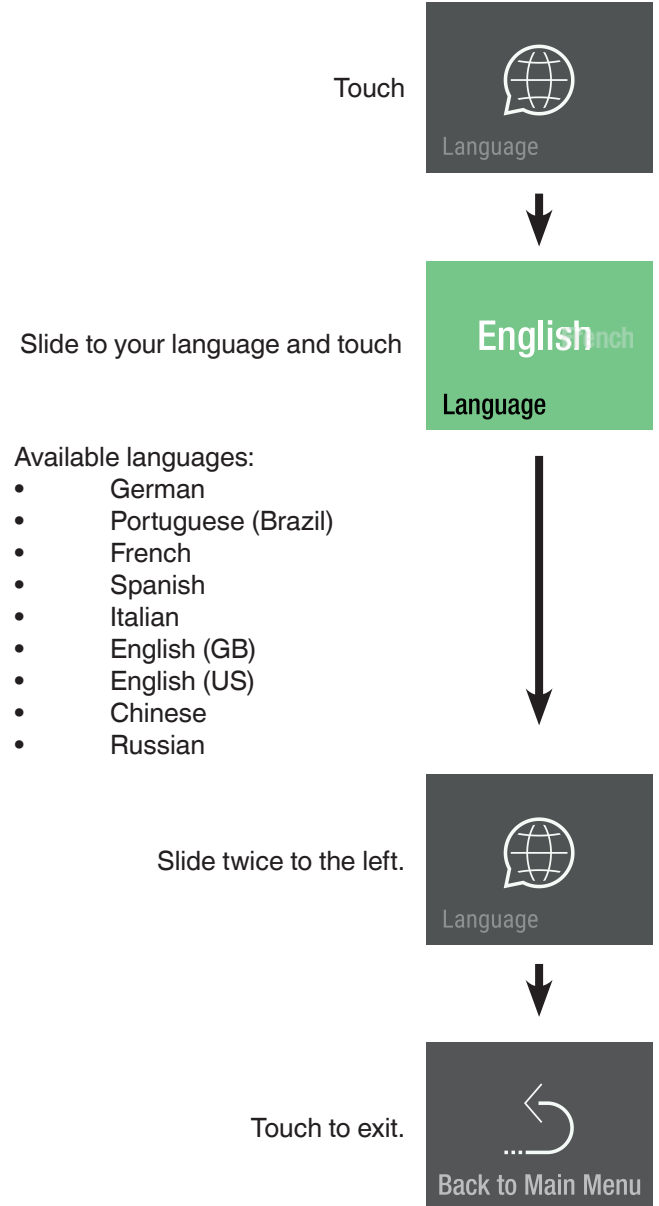 Touch
Language
Slide to your language and touch
English French
Language
Available languages:
• German
• Portuguese (Brazil)
• French
• Spanish
• Italian
• English (GB)
• English (US)
• Chinese
• Russian
Slide twice to the left.
Language
Touch to exit.
Back to Main Menu